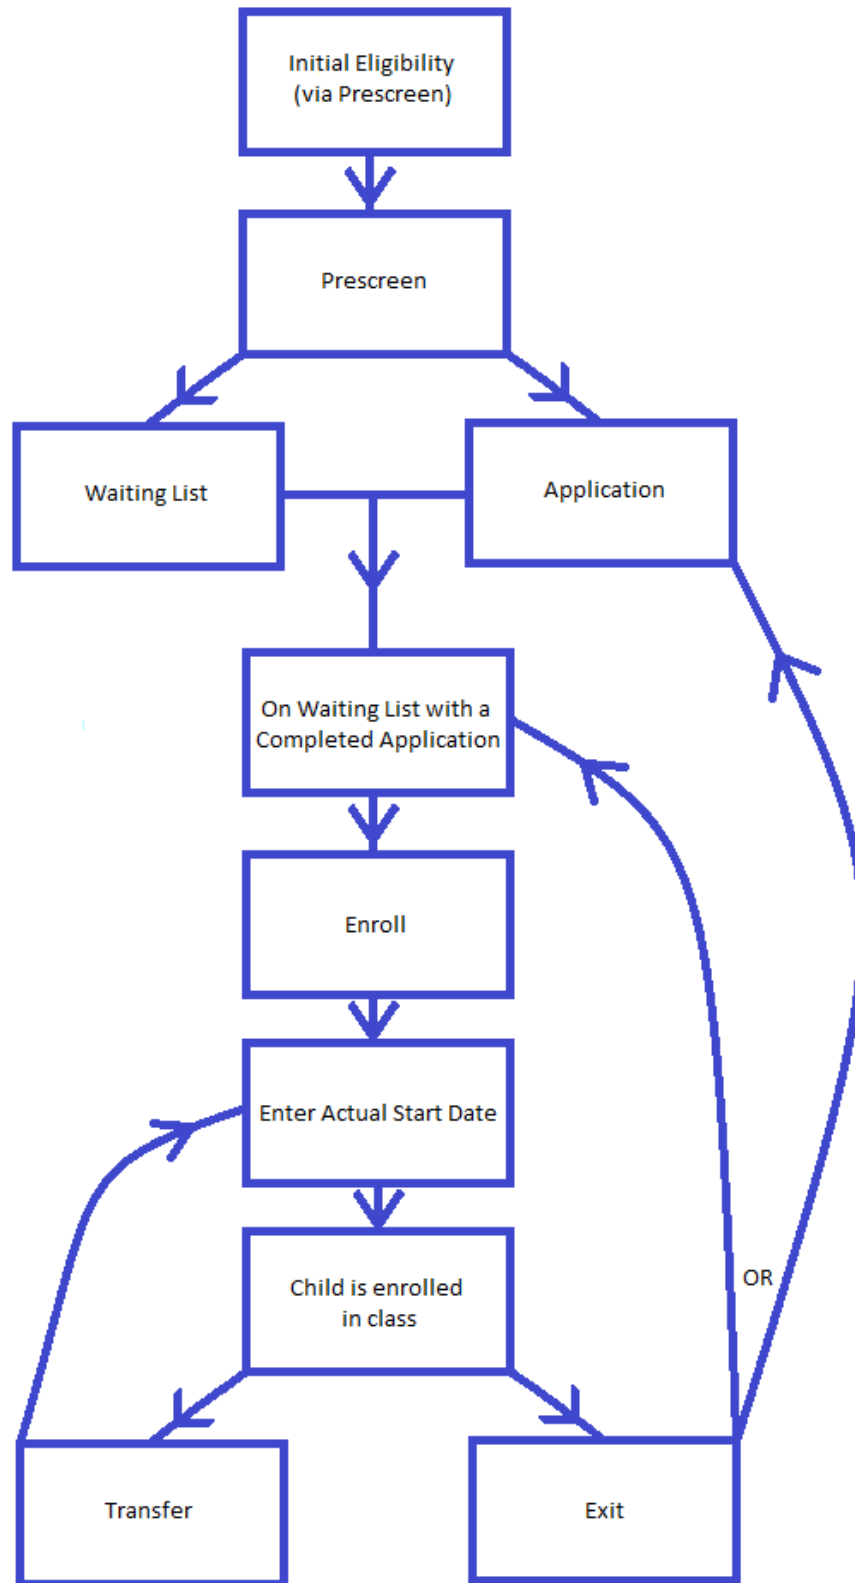 Initial Eligibility
(via Prescreen)
Prescreen
Waiting List
Application
On Waiting List with a
Completed Application
Enroll
Enter Actual Start Date
Child is enrolled
in class
OR
Transfer
Exit